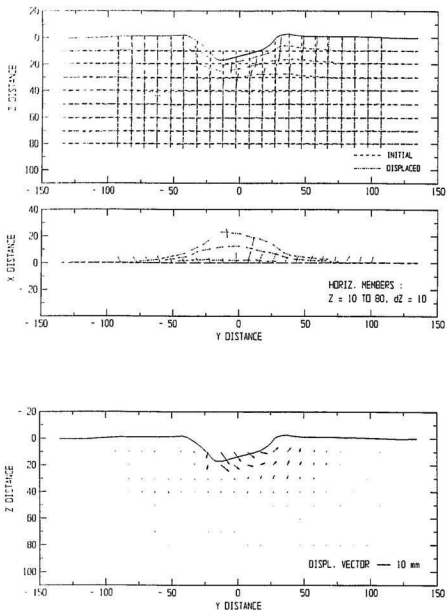 - 20
0
20
40
60
80
100
Z DISTANCE
INITIAL
DISPLACED
- 150 - 100 - 50 0 50 100 150
40
20
0
- 20
X DISTANCE
HORIZ. MEMBERS :
Z = 10 TO 80, dZ = 10
- 150 - 100 - 50 0 50 100 150
Y DISTANCE
- 20
0
20
40
60
80
100
Z DISTANCE
DISPL. VECTOR 10 mm
- 150 - 100 - 50 0 50 100 150
Y DISTANCE